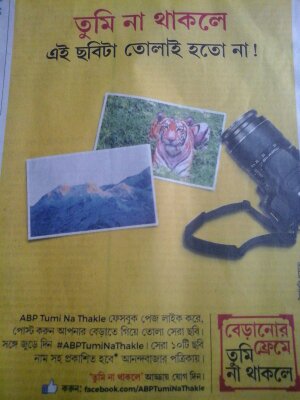 তুমি না থাকলে
এই ছবিটা তোলাই হতো না!
ABP Tumi Na Thakle ফেসবুক পেজ লাইক করে,
পোস্ট করুন আপনার বেড়াতে গিয়ে তোলা সেরা ছবি।
সঙ্গে জুড়ে দিন #ABPTumiNaThakle। সেরা ১০টি ছবি
নাম সহ প্রকাশিত হবে* আনন্দবাজার পত্রিকায়।
'তুমি না থাকলে' আড্ডায় যোগ দিন।
করুন: facebook.com/ABPTumiNaThakle
বেড়ানোর
ফ্রেমে
তুমি
না থাকলে